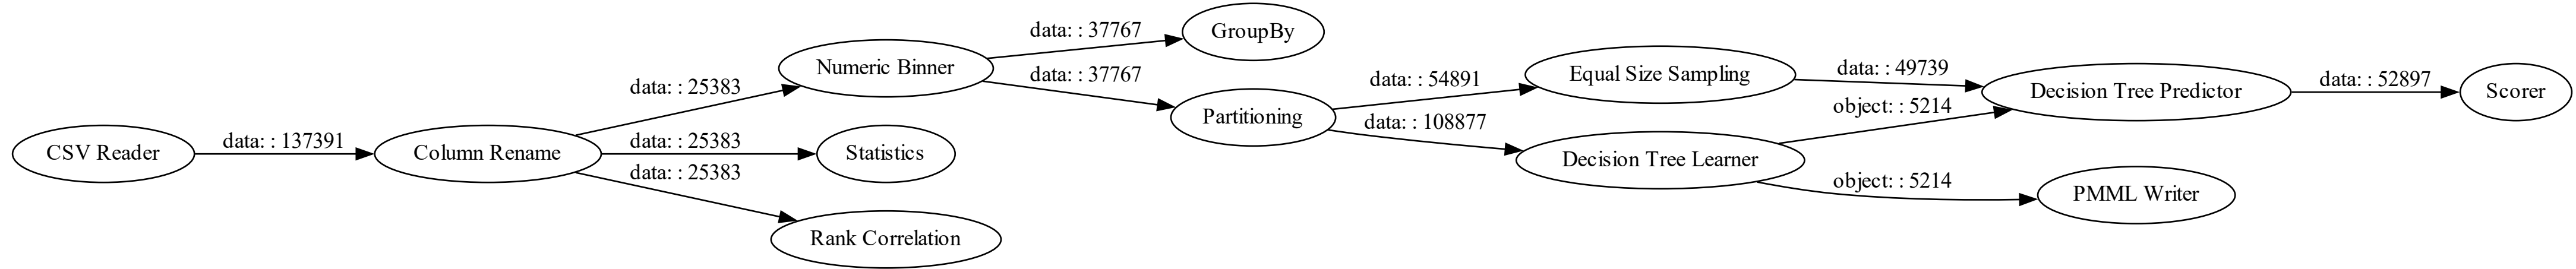 CSV Reader
data: : 137391
Column Rename
data: : 25383
data: : 25383
data: : 25383
Numeric Binner
Statistics
Rank Correlation
data: : 37767
data: : 37767
GroupBy
Partitioning
data: : 54891
data: : 108877
Equal Size Sampling
Decision Tree Learner
data: : 49739
object: : 5214
object: : 5214
Decision Tree Predictor
PMML Writer
data: : 52897
Scorer